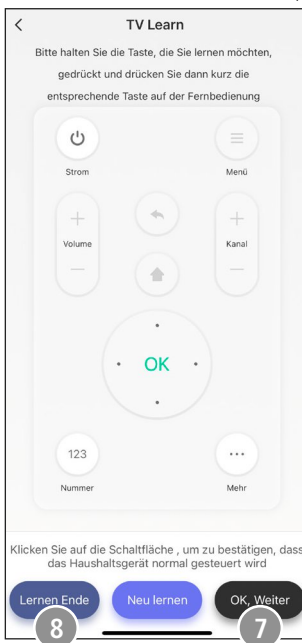 TV Learn
Bitte halten Sie die Taste, die Sie lernen möchten,
gedrückt und drücken Sie dann kurz die
entsprechende Taste auf der Fernbedienung
Strom
Menü
Volume
Kanal
OK
123
Nummer
Mehr
Klicken Sie auf die Schaltfläche , um zu bestätigen, dass
das Haushaltsgerät normal gesteuert wird
Lernen Ende
Neu lernen
OK, Weiter
8
7